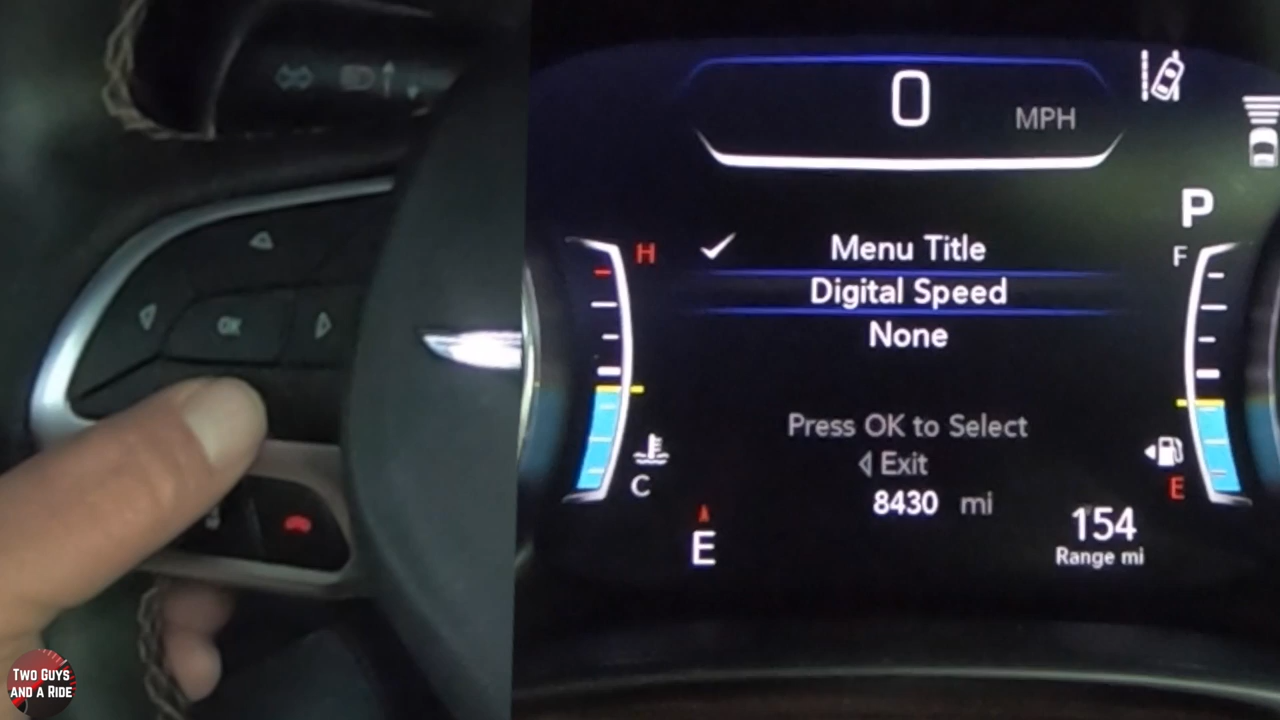 OK
0
MPH
P
H
F
Menu Title
Digital Speed
None
Press OK to Select
Exit
C
E
8430 mi
E
154
Range mi
TWO GUYS
AND A RIDE